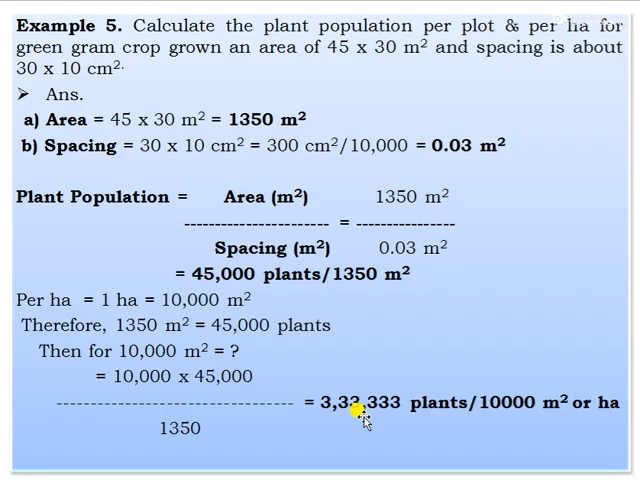 Example 5. Calculate the plant population per plot & per ha for
green gram crop grown an area of 45 x 30 m² and spacing is about
30 x 10 cm².
➤ Ans.
a) Area = 45 x 30 m² = 1350 m²
b) Spacing = 30 x 10 cm² = 300 cm²/10,000 = 0.03 m²
Plant Population = Area (m²) 1350 m²
----------------------- = ----------------
Spacing (m²) 0.03 m²
= 45,000 plants/1350 m²
Per ha = 1 ha = 10,000 m²
Therefore, 1350 m² = 45,000 plants
Then for 10,000 m² = ?
= 10,000 x 45,000
---------------------------------- = 3,33,333 plants/10000 m² or ha
1350